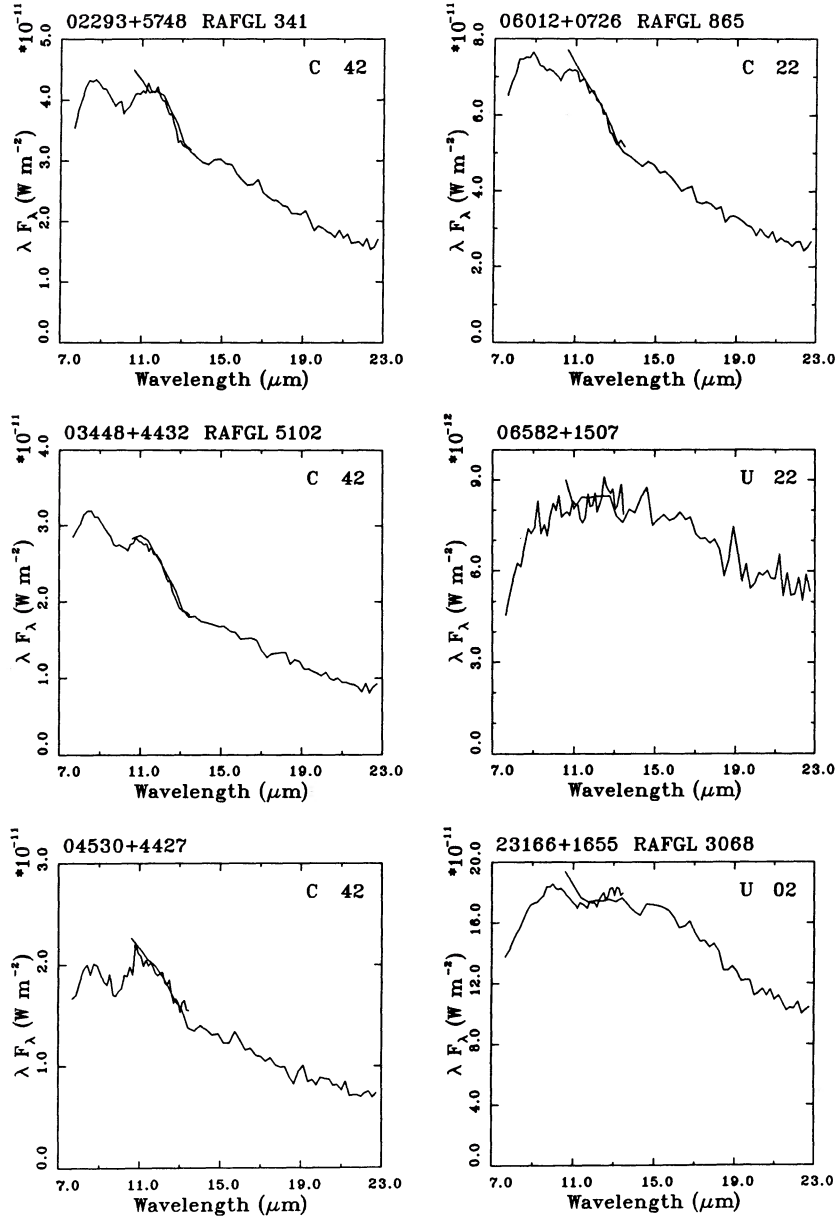 02293+5748 RAFGL 341
*10⁻¹¹
C 42
λ F_λ (W m⁻²)
5.0
4.0
3.0
2.0
1.0
0.0
7.0 11.0 15.0 19.0 23.0
Wavelength (μm)
06012+0726 RAFGL 865
*10⁻¹¹
C 22
λ F_λ (W m⁻²)
8.0
6.0
4.0
2.0
0.0
7.0 11.0 15.0 19.0 23.0
Wavelength (μm)
03448+4432 RAFGL 5102
*10⁻¹¹
C 42
λ F_λ (W m⁻²)
4.0
3.0
2.0
1.0
0.0
7.0 11.0 15.0 19.0 23.0
Wavelength (μm)
06582+1507
*10⁻¹²
U 22
λ F_λ (W m⁻²)
9.0
6.0
3.0
0.0
7.0 11.0 15.0 19.0 23.0
Wavelength (μm)
04530+4427
*10⁻¹¹
C 42
λ F_λ (W m⁻²)
3.0
2.0
1.0
0.0
7.0 11.0 15.0 19.0 23.0
Wavelength (μm)
23166+1655 RAFGL 3068
*10⁻¹¹
U 02
λ F_λ (W m⁻²)
20.0
16.0
12.0
8.0
4.0
0.0
7.0 11.0 15.0 19.0 23.0
Wavelength (μm)